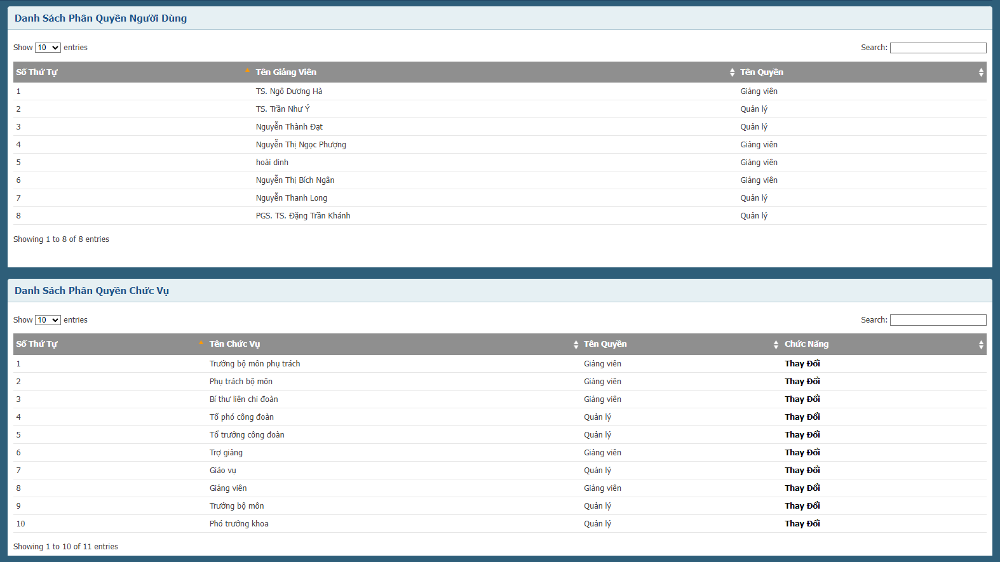 Danh Sách Phân Quyền Người Dùng
Show 10 entries Search:
Số Thứ Tự Tên Giảng Viên Tên Quyền
1 TS. Ngô Dương Hà Giảng viên
2 TS. Trần Như Ý Quản lý
3 Nguyễn Thành Đạt Quản lý
4 Nguyễn Thị Ngọc Phượng Giảng viên
5 hoài dinh Giảng viên
6 Nguyễn Thị Bích Ngân Giảng viên
7 Nguyễn Thanh Long Quản lý
8 PGS. TS. Đặng Trần Khánh Quản lý
Showing 1 to 8 of 8 entries
Danh Sách Phân Quyền Chức Vụ
Show 10 entries Search:
Số Thứ Tự Tên Chức Vụ Tên Quyền Chức Năng
1 Trưởng bộ môn phụ trách Giảng viên Thay Đổi
2 Phụ trách bộ môn Giảng viên Thay Đổi
3 Bí thư liên chi đoàn Giảng viên Thay Đổi
4 Tổ phó công đoàn Quản lý Thay Đổi
5 Tổ trưởng công đoàn Quản lý Thay Đổi
6 Trợ giảng Giảng viên Thay Đổi
7 Giáo vụ Quản lý Thay Đổi
8 Giảng viên Giảng viên Thay Đổi
9 Trưởng bộ môn Quản lý Thay Đổi
10 Phó trưởng khoa Quản lý Thay Đổi
Showing 1 to 10 of 11 entries